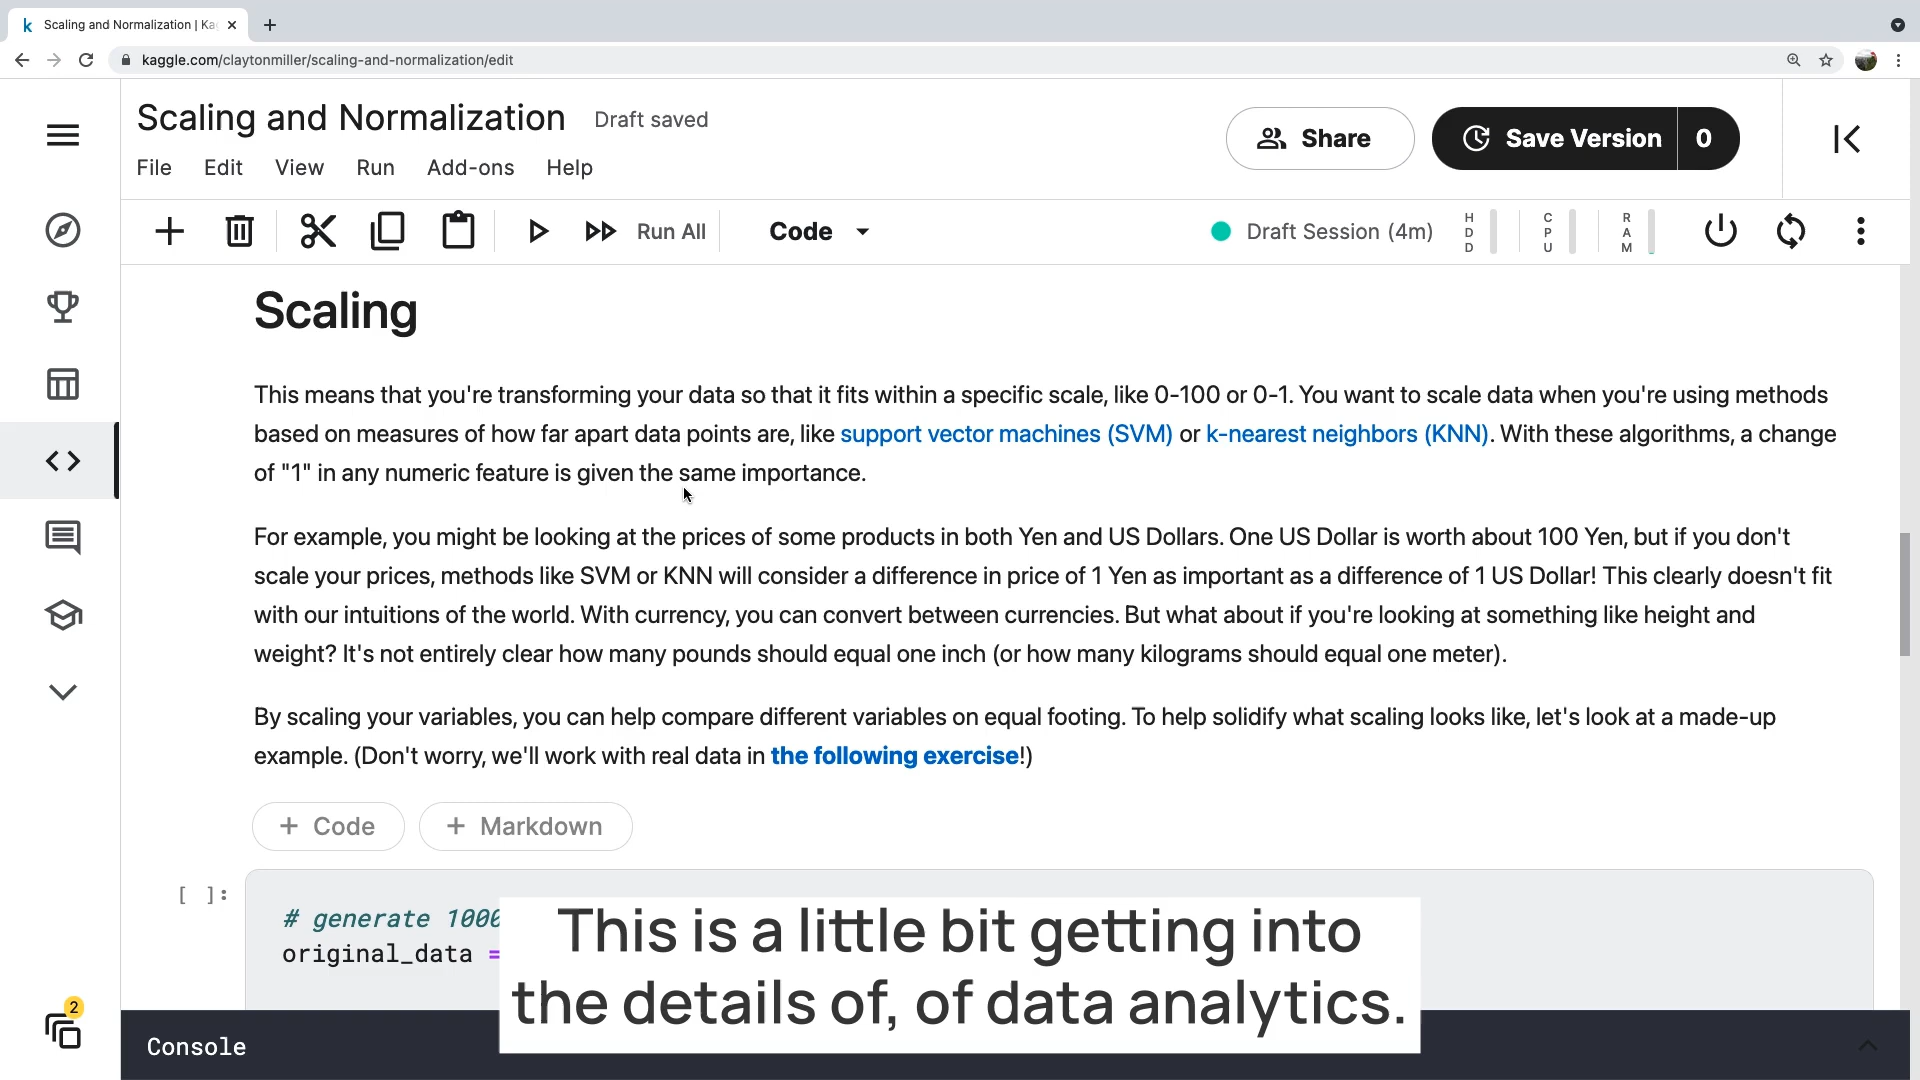 Scaling and Normalization | Ka
kaggle.com/claytonmiller/scaling-and-normalization/edit
Scaling and Normalization Draft saved
Share
Save Version 0
File Edit View Run Add-ons Help
Run All Code
Draft Session (4m)
HDD
CPU
RAM
Scaling
This means that you're transforming your data so that it fits within a specific scale, like 0-100 or 0-1. You want to scale data when you're using methods
based on measures of how far apart data points are, like support vector machines (SVM) or k-nearest neighbors (KNN). With these algorithms, a change
of "1" in any numeric feature is given the same importance.
For example, you might be looking at the prices of some products in both Yen and US Dollars. One US Dollar is worth about 100 Yen, but if you don't
scale your prices, methods like SVM or KNN will consider a difference in price of 1 Yen as important as a difference of 1 US Dollar! This clearly doesn't fit
with our intuitions of the world. With currency, you can convert between currencies. But what about if you're looking at something like height and
weight? It's not entirely clear how many pounds should equal one inch (or how many kilograms should equal one meter).
By scaling your variables, you can help compare different variables on equal footing. To help solidify what scaling looks like, let's look at a made-up
example. (Don't worry, we'll work with real data in the following exercise!)
+ Code + Markdown
[ ]:
# generate 1000
original_data =
This is a little bit getting into
the details of, of data analytics.
2
Console